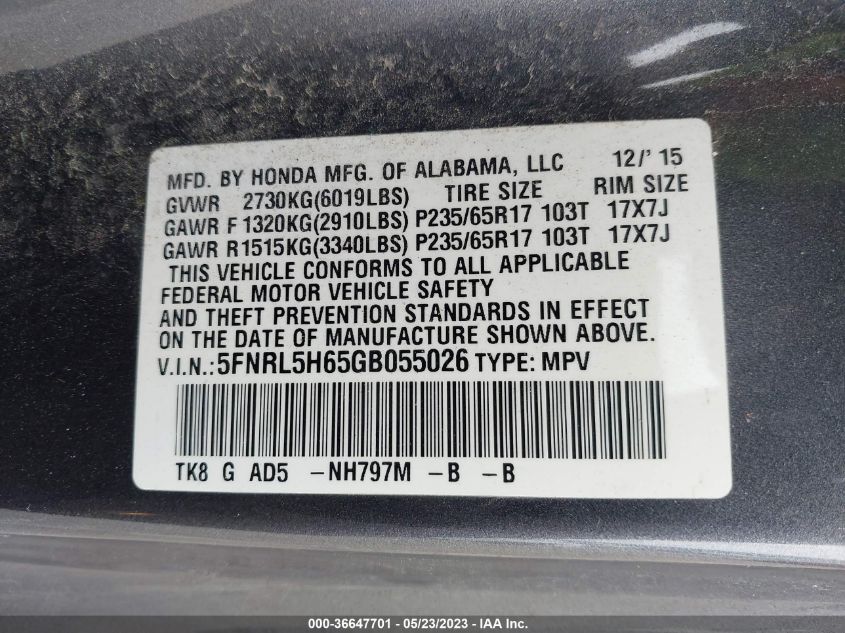 MFD. BY HONDA MFG. OF ALABAMA, LLC 12/' 15
GVWR 2730KG(6019LBS) TIRE SIZE RIM SIZE
GAWR F 1320KG(2910LBS) P235/65R17 103T 17X7J
GAWR R1515KG(3340LBS) P235/65R17 103T 17X7J
THIS VEHICLE CONFORMS TO ALL APPLICABLE
FEDERAL MOTOR VEHICLE SAFETY
AND THEFT PREVENTION STANDARDS IN EFFECT
ON THE DATE OF MANUFACTURE SHOWN ABOVE.
V.I.N.:5FNRL5H65GB055026 TYPE: MPV
TK8 G AD5 -NH797M -B -B
000-36647701 - 05/23/2023 - IAA Inc.